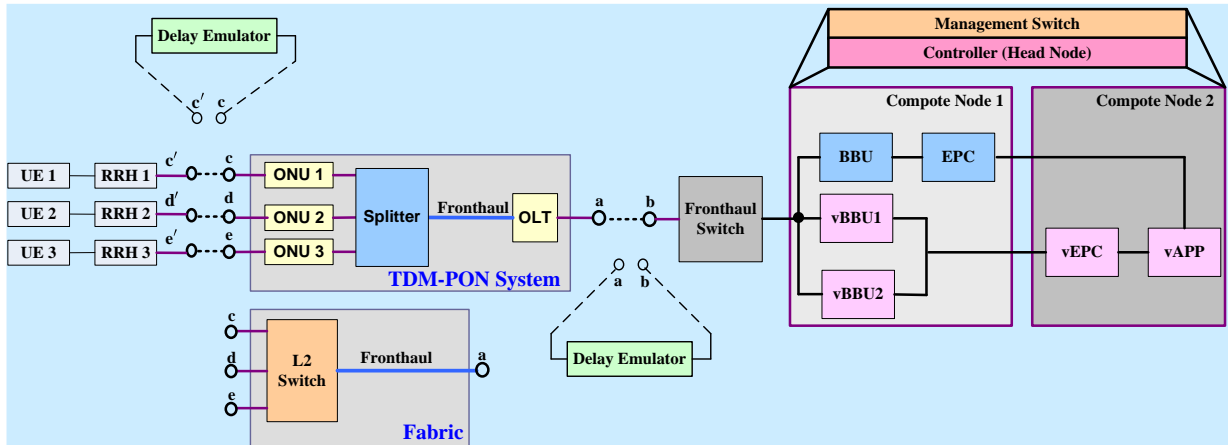 Delay Emulator
Management Switch
Controller (Head Node)
c′ c
Compote Node 1
Compote Node 2
UE 1
RRH 1
c′
c
ONU 1
BBU
EPC
UE 2
RRH 2
d′
d
ONU 2
Splitter
Fronthaul
OLT
a
b
Fronthaul
Switch
vBBU1
UE 3
RRH 3
e′
e
ONU 3
vEPC
vAPP
TDM-PON System
a b
vBBU2
c
d
e
L2
Switch
Fronthaul
a
Delay Emulator
Fabric